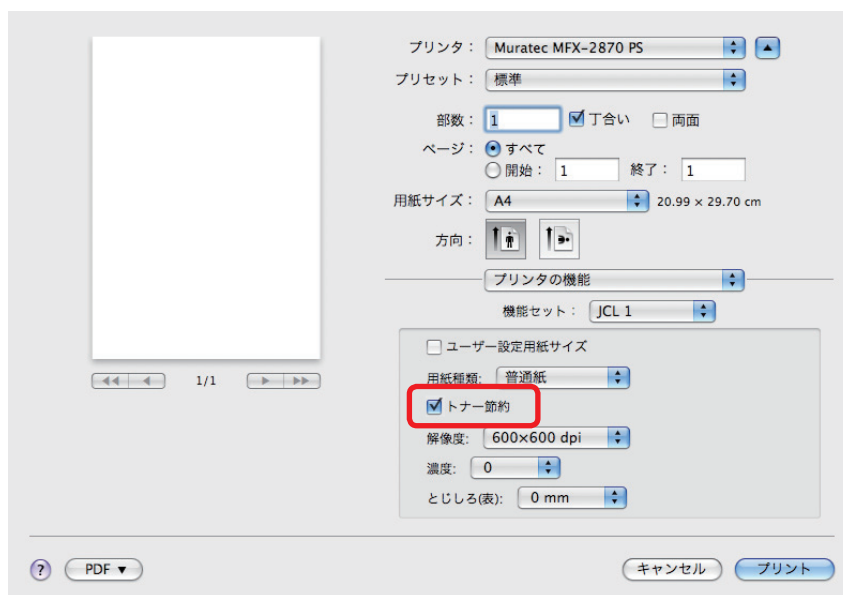 プリンタ： Muratec MFX-2870 PS
プリセット： 標準
部数： 1 丁合い 両面
ページ： すべて
開始： 1 終了： 1
用紙サイズ： A4 20.99 × 29.70 cm
方向：
プリンタの機能
機能セット： JCL 1
ユーザー設定用紙サイズ
用紙種類: 普通紙
トナー節約
解像度: 600×600 dpi
濃度: 0
とじしろ(表): 0 mm
1/1
? PDF ▼ キャンセル プリント